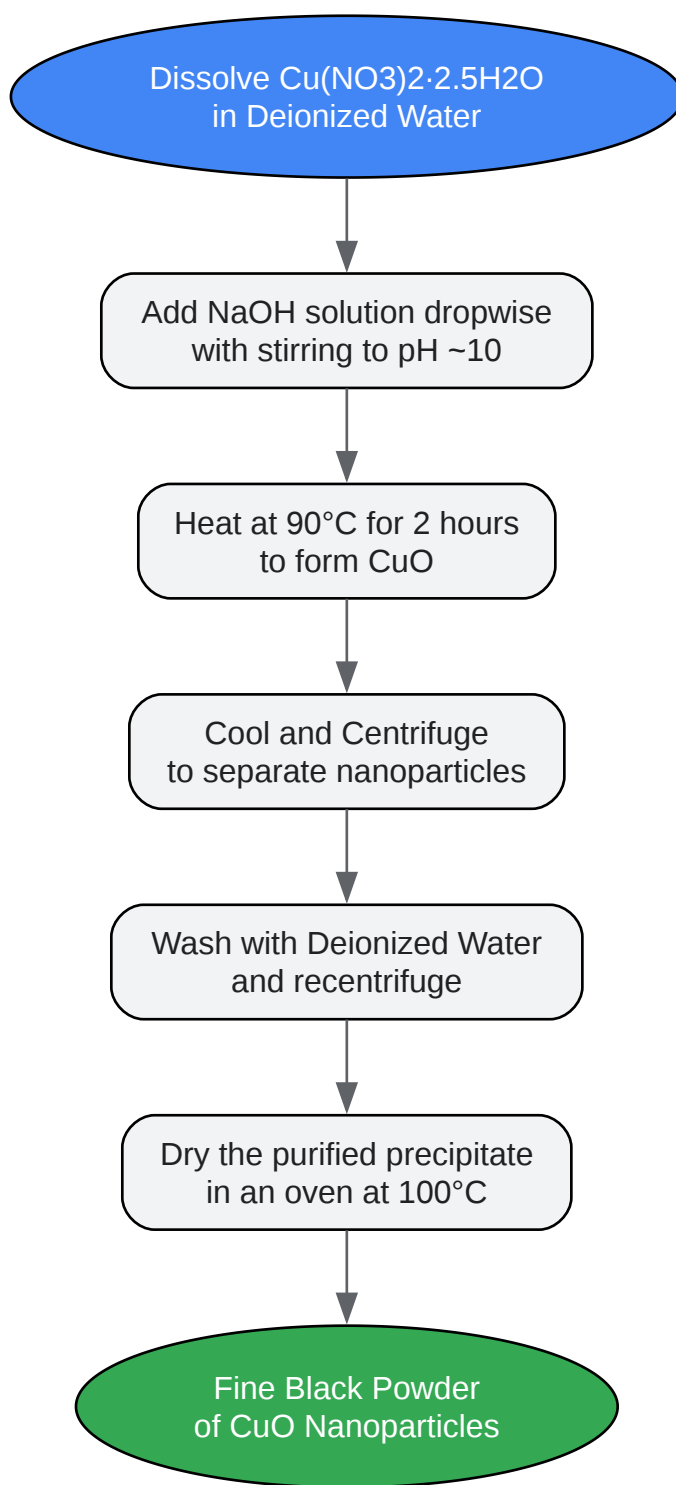 Dissolve Cu(NO3)2·2.5H2O
in Deionized Water
Add NaOH solution dropwise
with stirring to pH ~10
Heat at 90°C for 2 hours
to form CuO
Cool and Centrifuge
to separate nanoparticles
Wash with Deionized Water
and recentrifuge
Dry the purified precipitate
in an oven at 100°C
Fine Black Powder
of CuO Nanoparticles